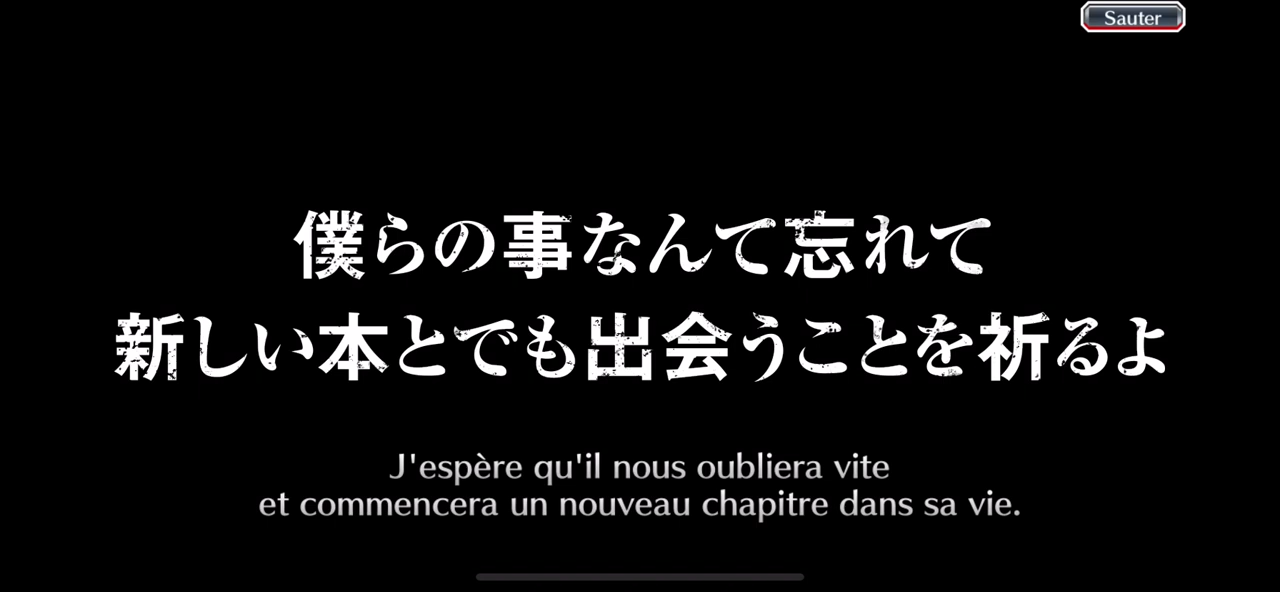 Sauter
僕らの事なんて忘れて
新しい本とでも出会うことを祈るよ
J'espère qu'il nous oubliera vite
et commencera un nouveau chapitre dans sa vie.